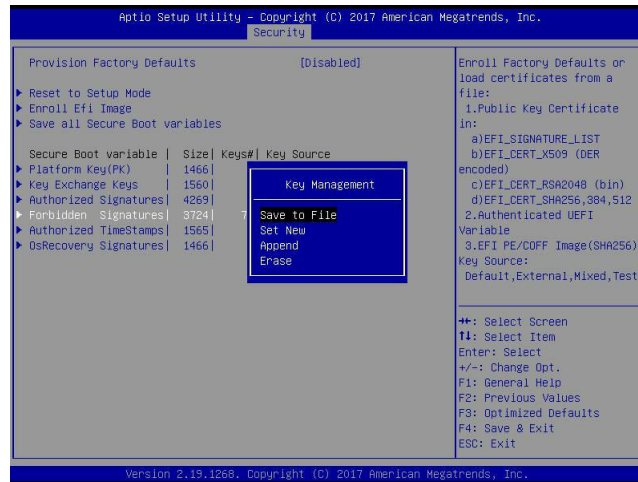 Aptio Setup Utility – Copyright (C) 2017 American Megatrends, Inc.
Security
Provision Factory Defaults [Disabled]
Reset to Setup Mode
Enroll Efi Image
Save all Secure Boot variables
Secure Boot variable | Size| Keys#| Key Source
Platform Key(PK) | 1466|
Key Exchange Keys | 1560|
Authorized Signatures| 4269|
Forbidden Signatures| 3724| 7
Authorized TimeStamps| 1565|
OsRecovery Signatures| 1466|
Key Management
Save to File
Set New
Append
Erase
Enroll Factory Defaults or
load certificates from a
file:
1.Public Key Certificate
in:
a)EFI_SIGNATURE_LIST
b)EFI_CERT_X509 (DER
encoded)
c)EFI_CERT_RSA2048 (bin)
d)EFI_CERT_SHA256,384,512
2.Authenticated UEFI
Variable
3.EFI PE/COFF Image(SHA256)
Key Source:
Default,External,Mixed,Test
→←: Select Screen
↑↓: Select Item
Enter: Select
+/-: Change Opt.
F1: General Help
F2: Previous Values
F3: Optimized Defaults
F4: Save & Exit
ESC: Exit
Version 2.19.1268. Copyright (C) 2017 American Megatrends, Inc.